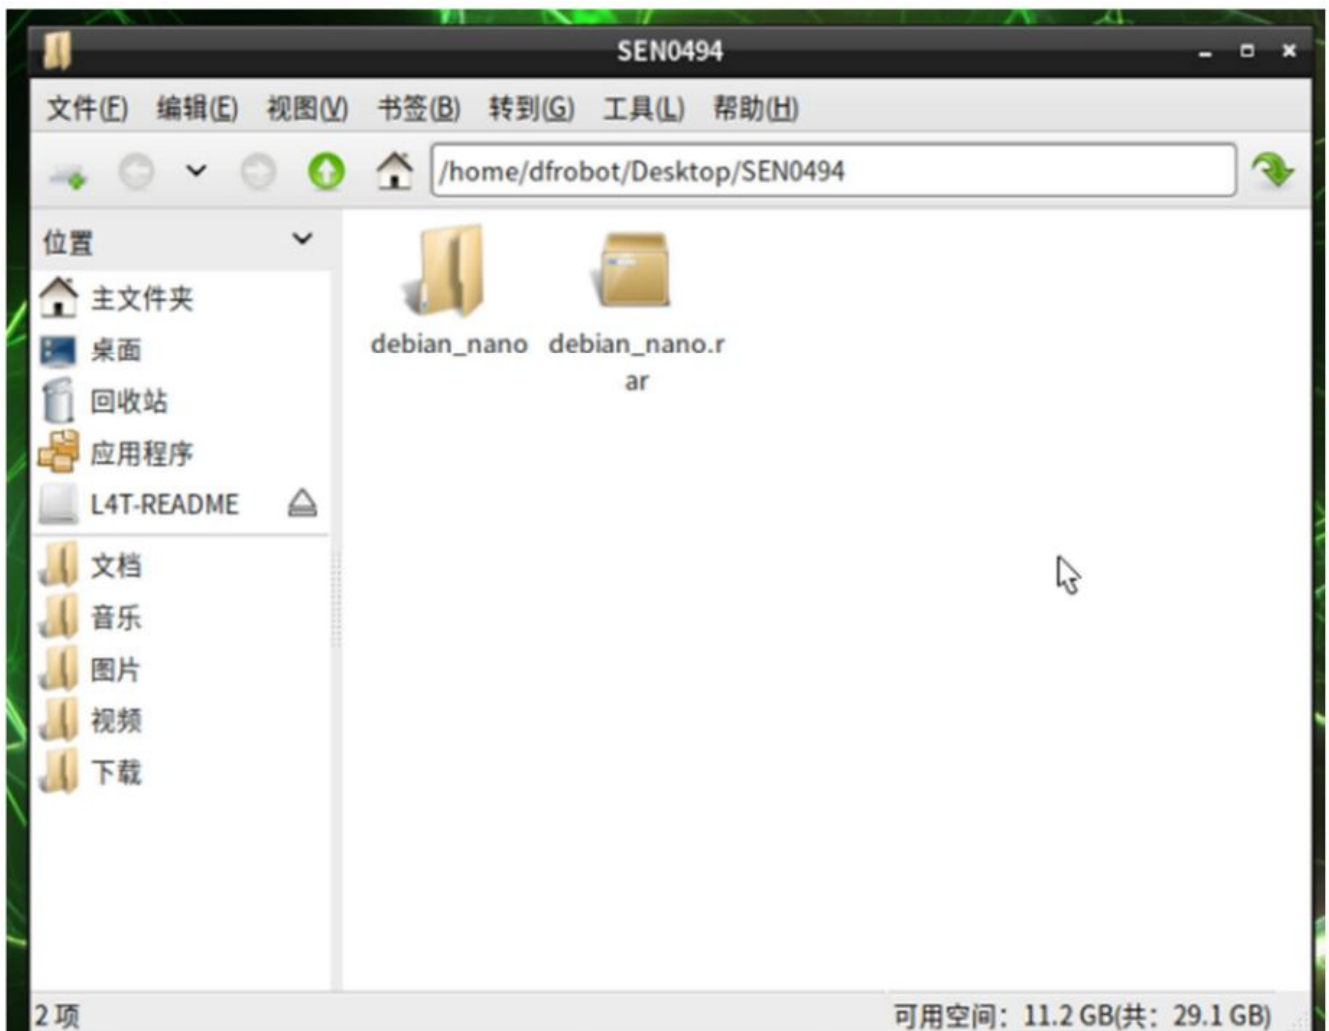 SEN0494
文件(F) 编辑(E) 视图(V) 书签(B) 转到(G) 工具(L) 帮助(H)
/home/dfrobot/Desktop/SEN0494
位置
主文件夹
桌面
回收站
应用程序
L4T-README
文档
音乐
图片
视频
下载
debian_nano
debian_nano.r
ar
2 项
可用空间：11.2 GB(共：29.1 GB)